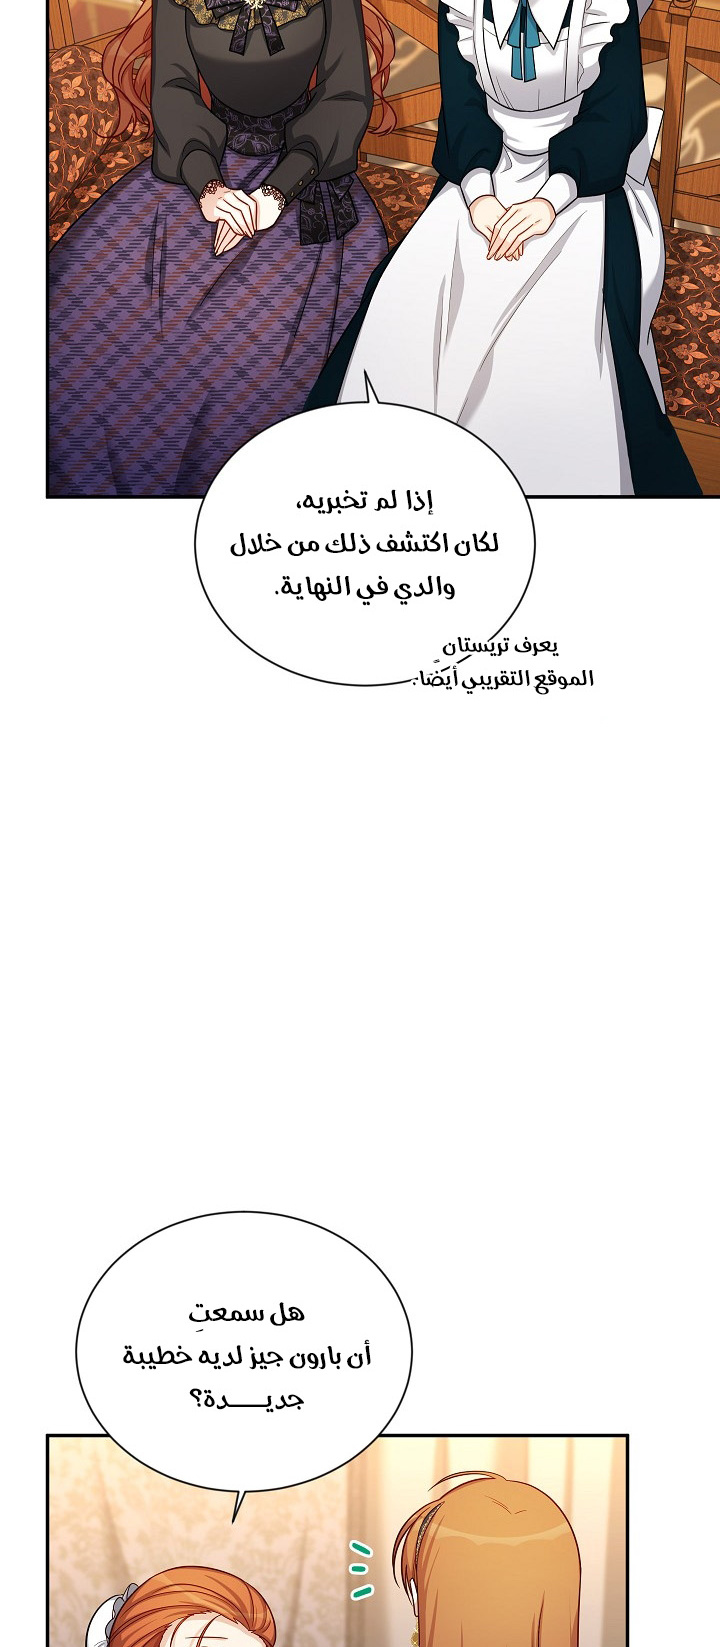 إذا لم تخبريه،
لكان اكتشف ذلك من خلال
والدي في النهاية.
يعرف تريستان
الموقع التقريبي أيضًا.
هل سمعتِ
أن بارون جيز لديه خطيبة
جديــــدة؟